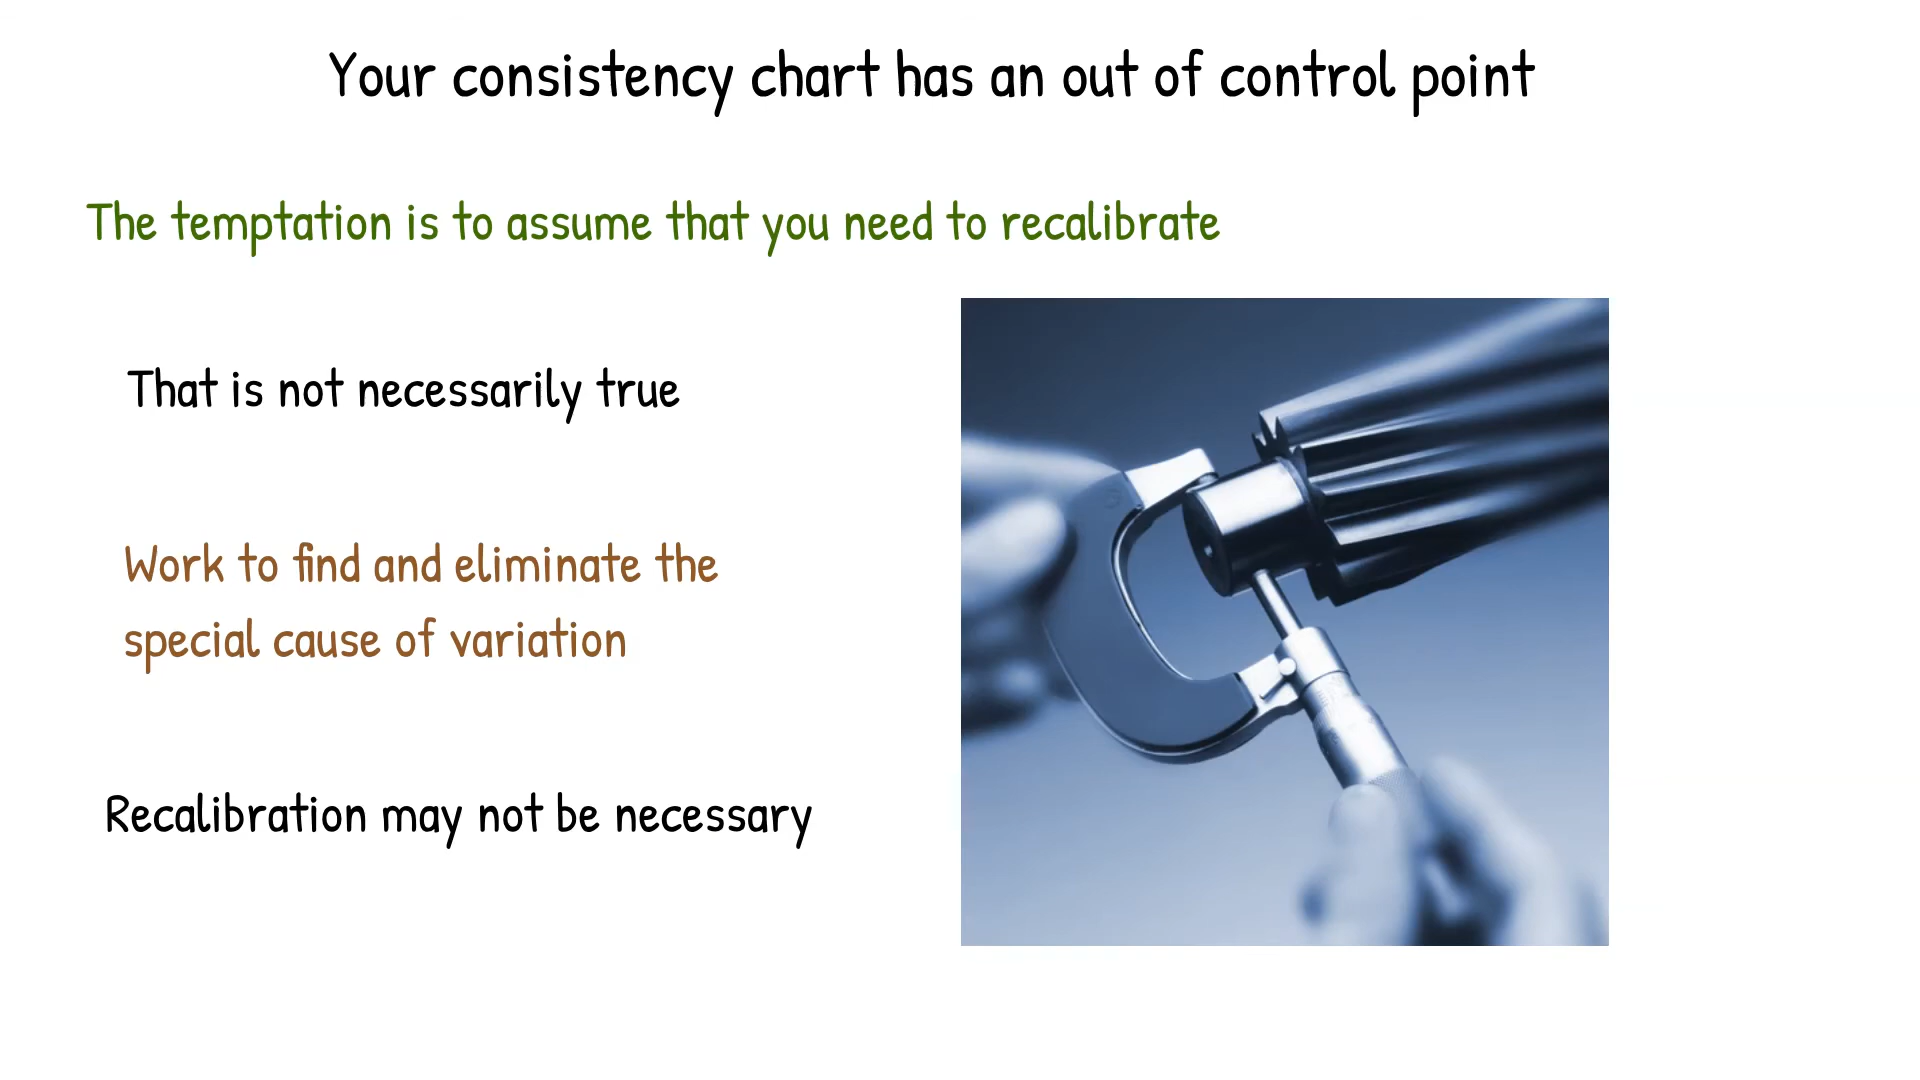 Your consistency chart has an out of control point
The temptation is to assume that you need to recalibrate
That is not necessarily true
Work to find and eliminate the
special cause of variation
Recalibration may not be necessary